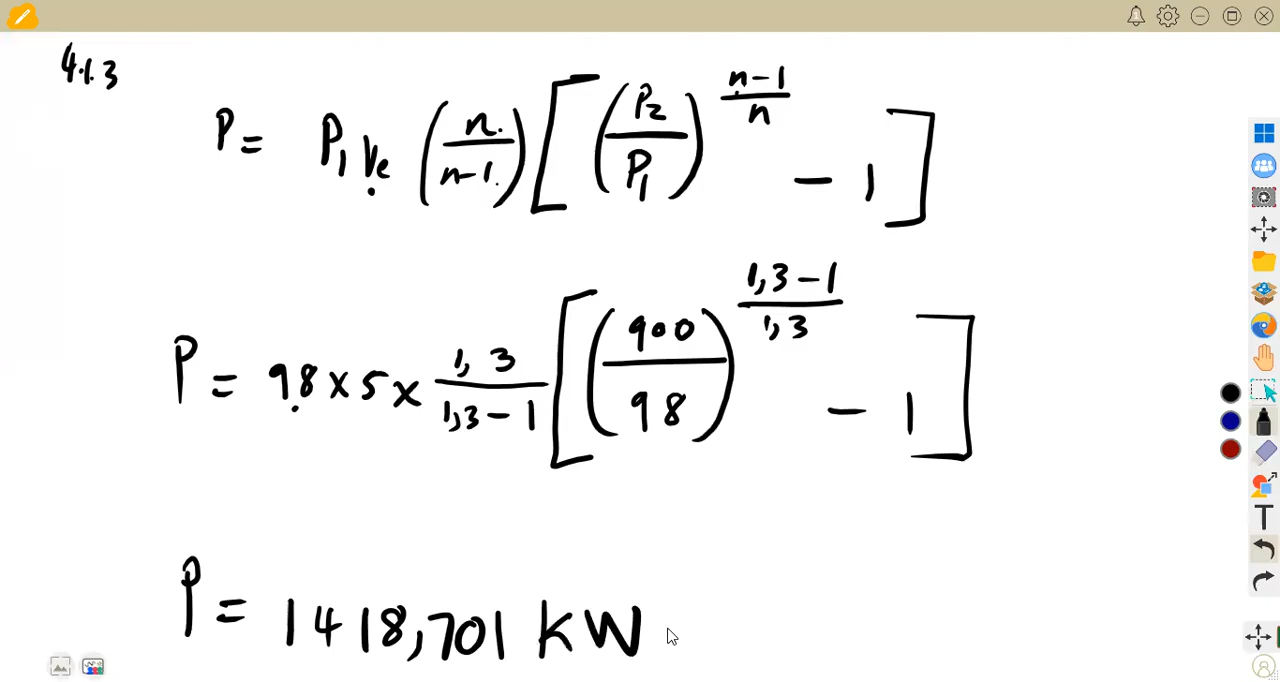 4.1.3
P = P₁ Ve (n/(n-1)) [(P₂/P₁)^((n-1)/n) - 1]
P = 98 × 5 × 1,3/(1,3-1) [(900/98)^((1,3-1)/1,3) - 1]
P = 1418,701 kW
T